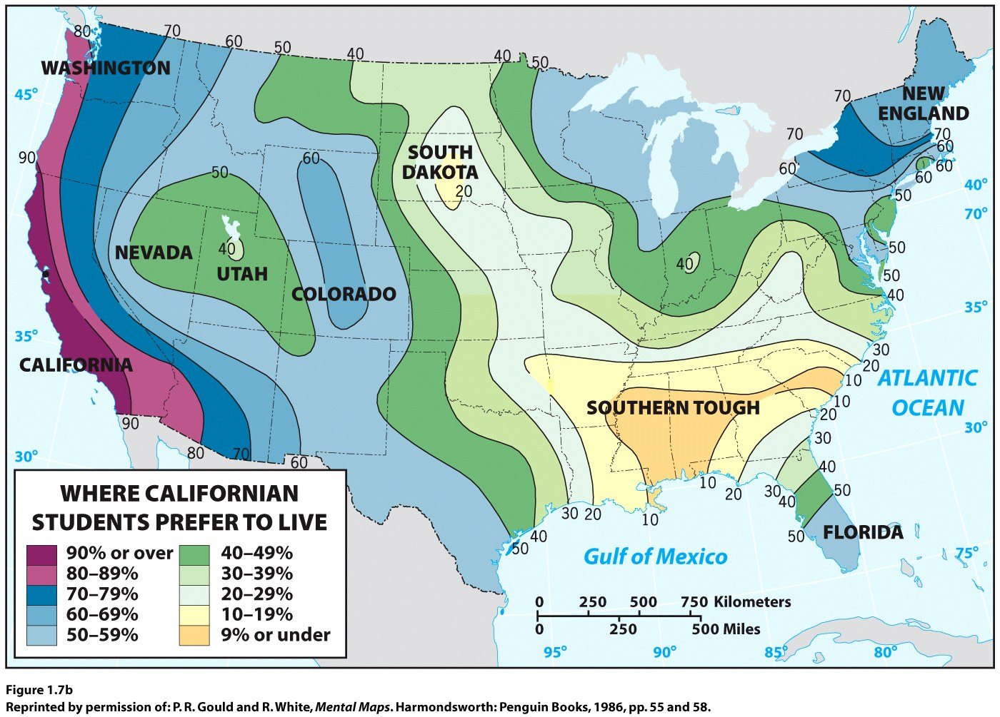 80
70
60
50
40
40
50
WASHINGTON
45°
NEW
ENGLAND
70
70
70
60
60
60
60
90
SOUTH
DAKOTA
20
60
50
40°
70°
50
NEVADA
40
UTAH
COLORADO
40
50
50
40
35°
35°
CALIFORNIA
30
20
10
10
20
30
40
50
ATLANTIC
OCEAN
SOUTHERN TOUGH
90
80
70
60
30°
30°
10
20
30
40
50
30
20
10
40
50
FLORIDA
Gulf of Mexico
75°
WHERE CALIFORNIAN
STUDENTS PREFER TO LIVE
90% or over
80–89%
70–79%
60–69%
50–59%
40–49%
30–39%
20–29%
10–19%
9% or under
0 250 500 750 Kilometers
0 250 500 Miles
95° 90° 85° 80°
Figure 1.7b
Reprinted by permission of: P. R. Gould and R. White, Mental Maps. Harmondsworth: Penguin Books, 1986, pp. 55 and 58.